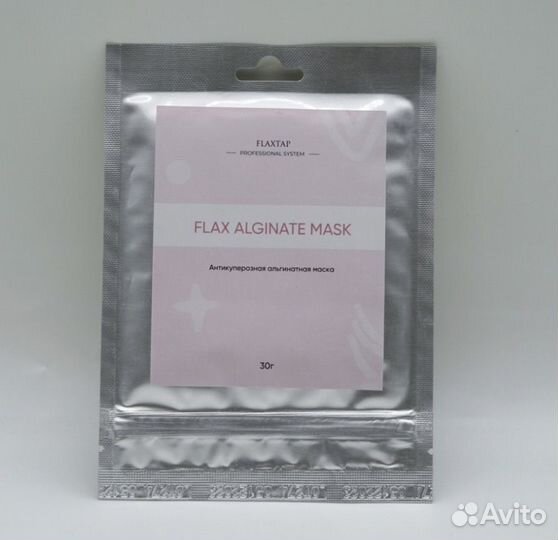 FLAXTAP
PROFESSIONAL SYSTEM
FLAX ALGINATE MASK
Антикуперозная альгинатная маска
30г
Avito